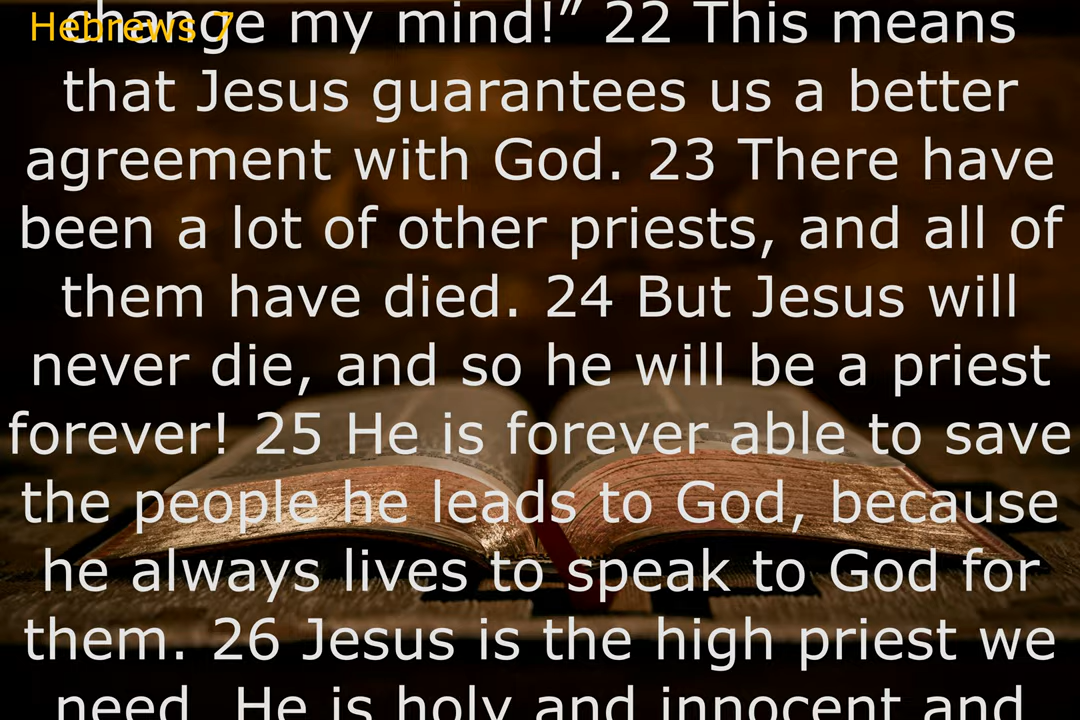 Hebrews 7
change my mind!” 22 This means
that Jesus guarantees us a better
agreement with God. 23 There have
been a lot of other priests, and all of
them have died. 24 But Jesus will
never die, and so he will be a priest
forever! 25 He is forever able to save
the people he leads to God, because
he always lives to speak to God for
them. 26 Jesus is the high priest we
need. He is holy and innocent and